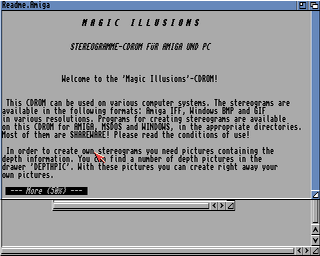 Readme.Amiga
MAGIC ILLUSIONS
STEREOGRAMME-CDROM FÜR AMIGA UND PC
Welcome to the 'Magic Illusions'-CDROM!
This CDROM can be used on various computer systems. The stereograms are
available in the following formats: Amiga IFF, Windows BMP and GIF
in various resolutions. Programs for creating stereograms are available
on this CDROM for AMIGA, MSDOS and WINDOWS, in the appropriate directories.
Most of them are SHAREWARE! Please read the conditions of use!
In order to create own stereograms you need pictures containing the
depth information. You can find a number of depth pictures in the
drawer 'DEPTHPIC'. With these pictures you can create right away your
own pictures.
--- More (50%) ---